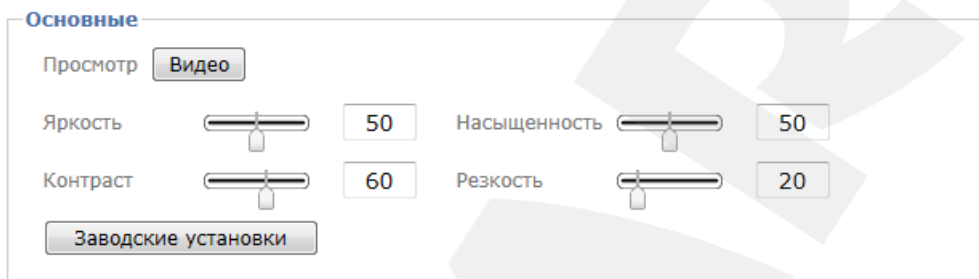 Основные
Просмотр Видео
Яркость 50 Насыщенность 50
Контраст 60 Резкость 20
Заводские установки